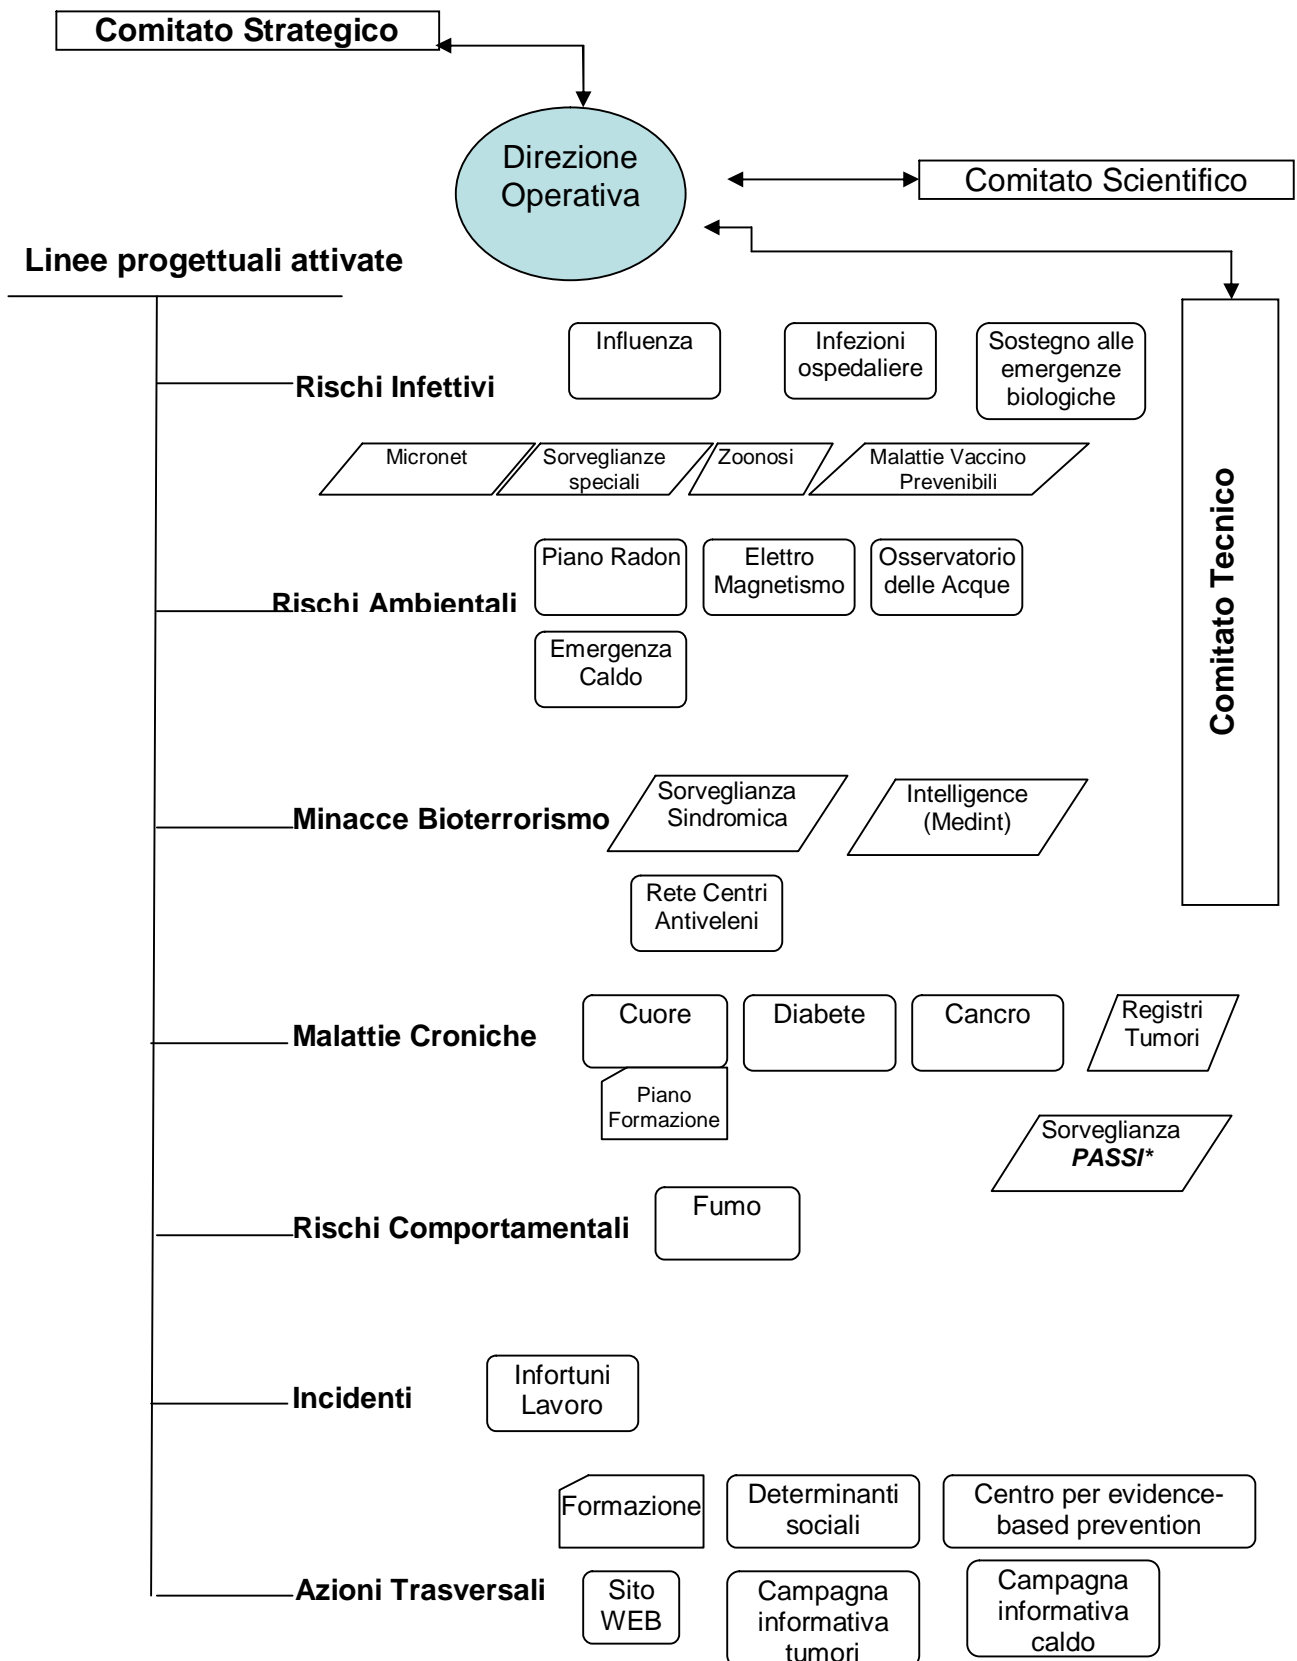 Comitato Strategico
Direzione
Operativa
Comitato Scientifico
Linee progettuali attivate
Comitato Tecnico
Rischi Infettivi
Influenza
Infezioni
ospedaliere
Sostegno alle
emergenze
biologiche
Micronet
Sorveglianze
speciali
Zoonosi
Malattie Vaccino
Prevenibili
Rischi Ambientali
Piano Radon
Elettro
Magnetismo
Osservatorio
delle Acque
Emergenza
Caldo
Minacce Bioterrorismo
Sorveglianza
Sindromica
Intelligence
(Medint)
Rete Centri
Antiveleni
Malattie Croniche
Cuore
Diabete
Cancro
Registri
Tumori
Piano
Formazione
Sorveglianza
PASSI*
Rischi Comportamentali
Fumo
Incidenti
Infortuni
Lavoro
Azioni Trasversali
Formazione
Determinanti
sociali
Centro per evidence-
based prevention
Sito
WEB
Campagna
informativa
tumori
Campagna
informativa
caldo